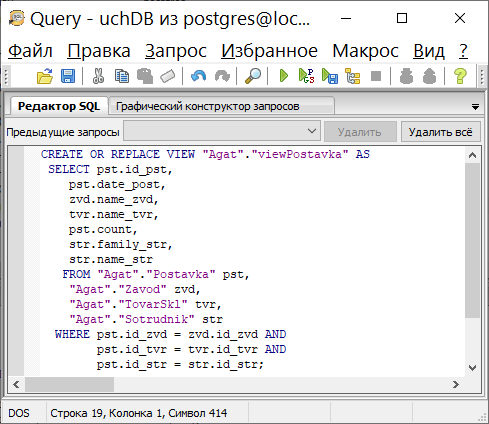 Query - uchDB из postgres@loc...
Файл Правка Запрос Избранное Макрос Вид ?
Редактор SQL Графический конструктор запросов
Предыдущие запросы Удалить Удалить всё
CREATE OR REPLACE VIEW "Agat"."viewPostavka" AS
SELECT pst.id_pst,
pst.date_post,
zvd.name_zvd,
tvr.name_tvr,
pst.count,
str.family_str,
str.name_str
FROM "Agat"."Postavka" pst,
"Agat"."Zavod" zvd,
"Agat"."TovarSkl" tvr,
"Agat"."Sotrudnik" str
WHERE pst.id_zvd = zvd.id_zvd AND
pst.id_tvr = tvr.id_tvr AND
pst.id_str = str.id_str;
DOS Строка 19, Колонка 1, Символ 414